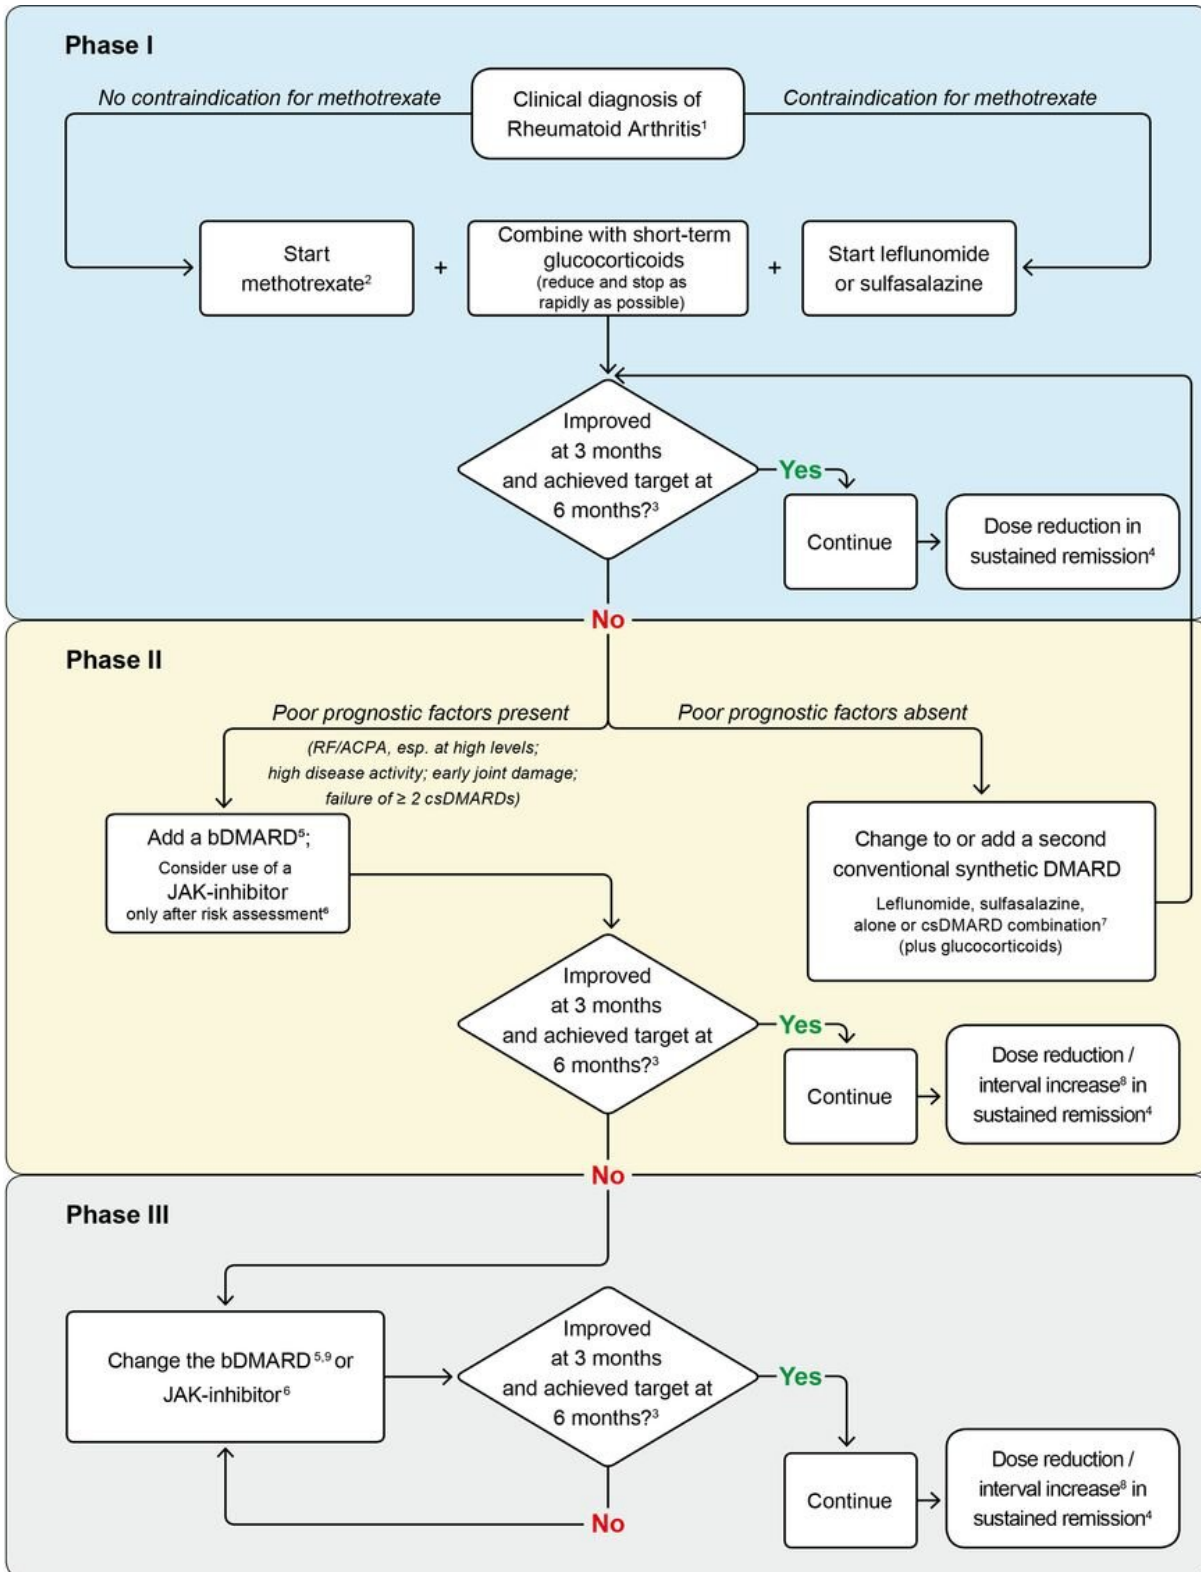 Phase I
No contraindication for methotrexate
Clinical diagnosis of
Rheumatoid Arthritis¹
Contraindication for methotrexate
Start
methotrexate²
+
Combine with short-term
glucocorticoids
(reduce and stop as
rapidly as possible)
+
Start leflunomide
or sulfasalazine
Improved
at 3 months
and achieved target at
6 months?³
Yes
Continue
Dose reduction in
sustained remission⁴
No
Phase II
Poor prognostic factors present
(RF/ACPA, esp. at high levels;
high disease activity; early joint damage;
failure of ≥ 2 csDMARDs)
Poor prognostic factors absent
Add a bDMARD⁵;
Consider use of a
JAK-inhibitor
only after risk assessment⁶
Change to or add a second
conventional synthetic DMARD
Leflunomide, sulfasalazine,
alone or csDMARD combination⁷
(plus glucocorticoids)
Improved
at 3 months
and achieved target at
6 months?³
Yes
Continue
Dose reduction /
interval increase⁸ in
sustained remission⁴
No
Phase III
Change the bDMARD⁵,⁹ or
JAK-inhibitor⁶
Improved
at 3 months
and achieved target at
6 months?³
Yes
Continue
Dose reduction /
interval increase⁸ in
sustained remission⁴
No